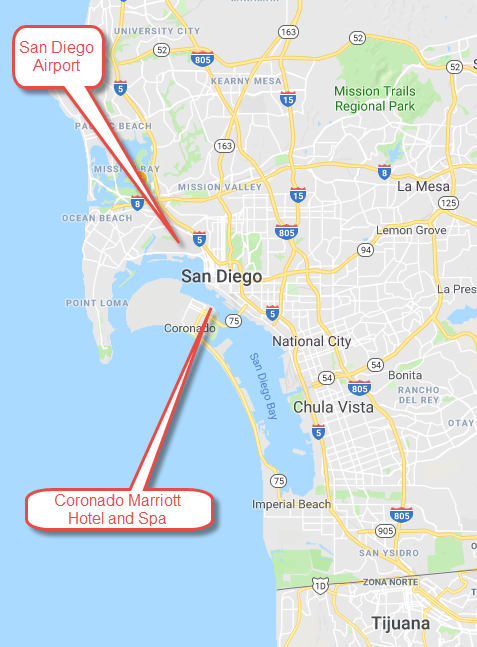 UNIVERSITY CITY
163
52
San Diego
Airport
805
52
52
5
KEARNY MESA
Mission Trails
Regional Park
15
PACIFIC BEACH
163
MISSION BAY
8
La Mesa
MISSION VALLEY
15
8
125
OCEAN BEACH
805
Lemon Grove
5
94
San Diego
La Pres
POINT LOMA
5
75
Coronado
National City
San Diego Bay
54
54
Bonita
805
RANCHO
DEL REY
Chula Vista
OTAY
5
75
Coronado Marriott
Hotel and Spa
Imperial Beach
805
905
SAN YSIDRO
1D
ZONA NORTE
Tijuana